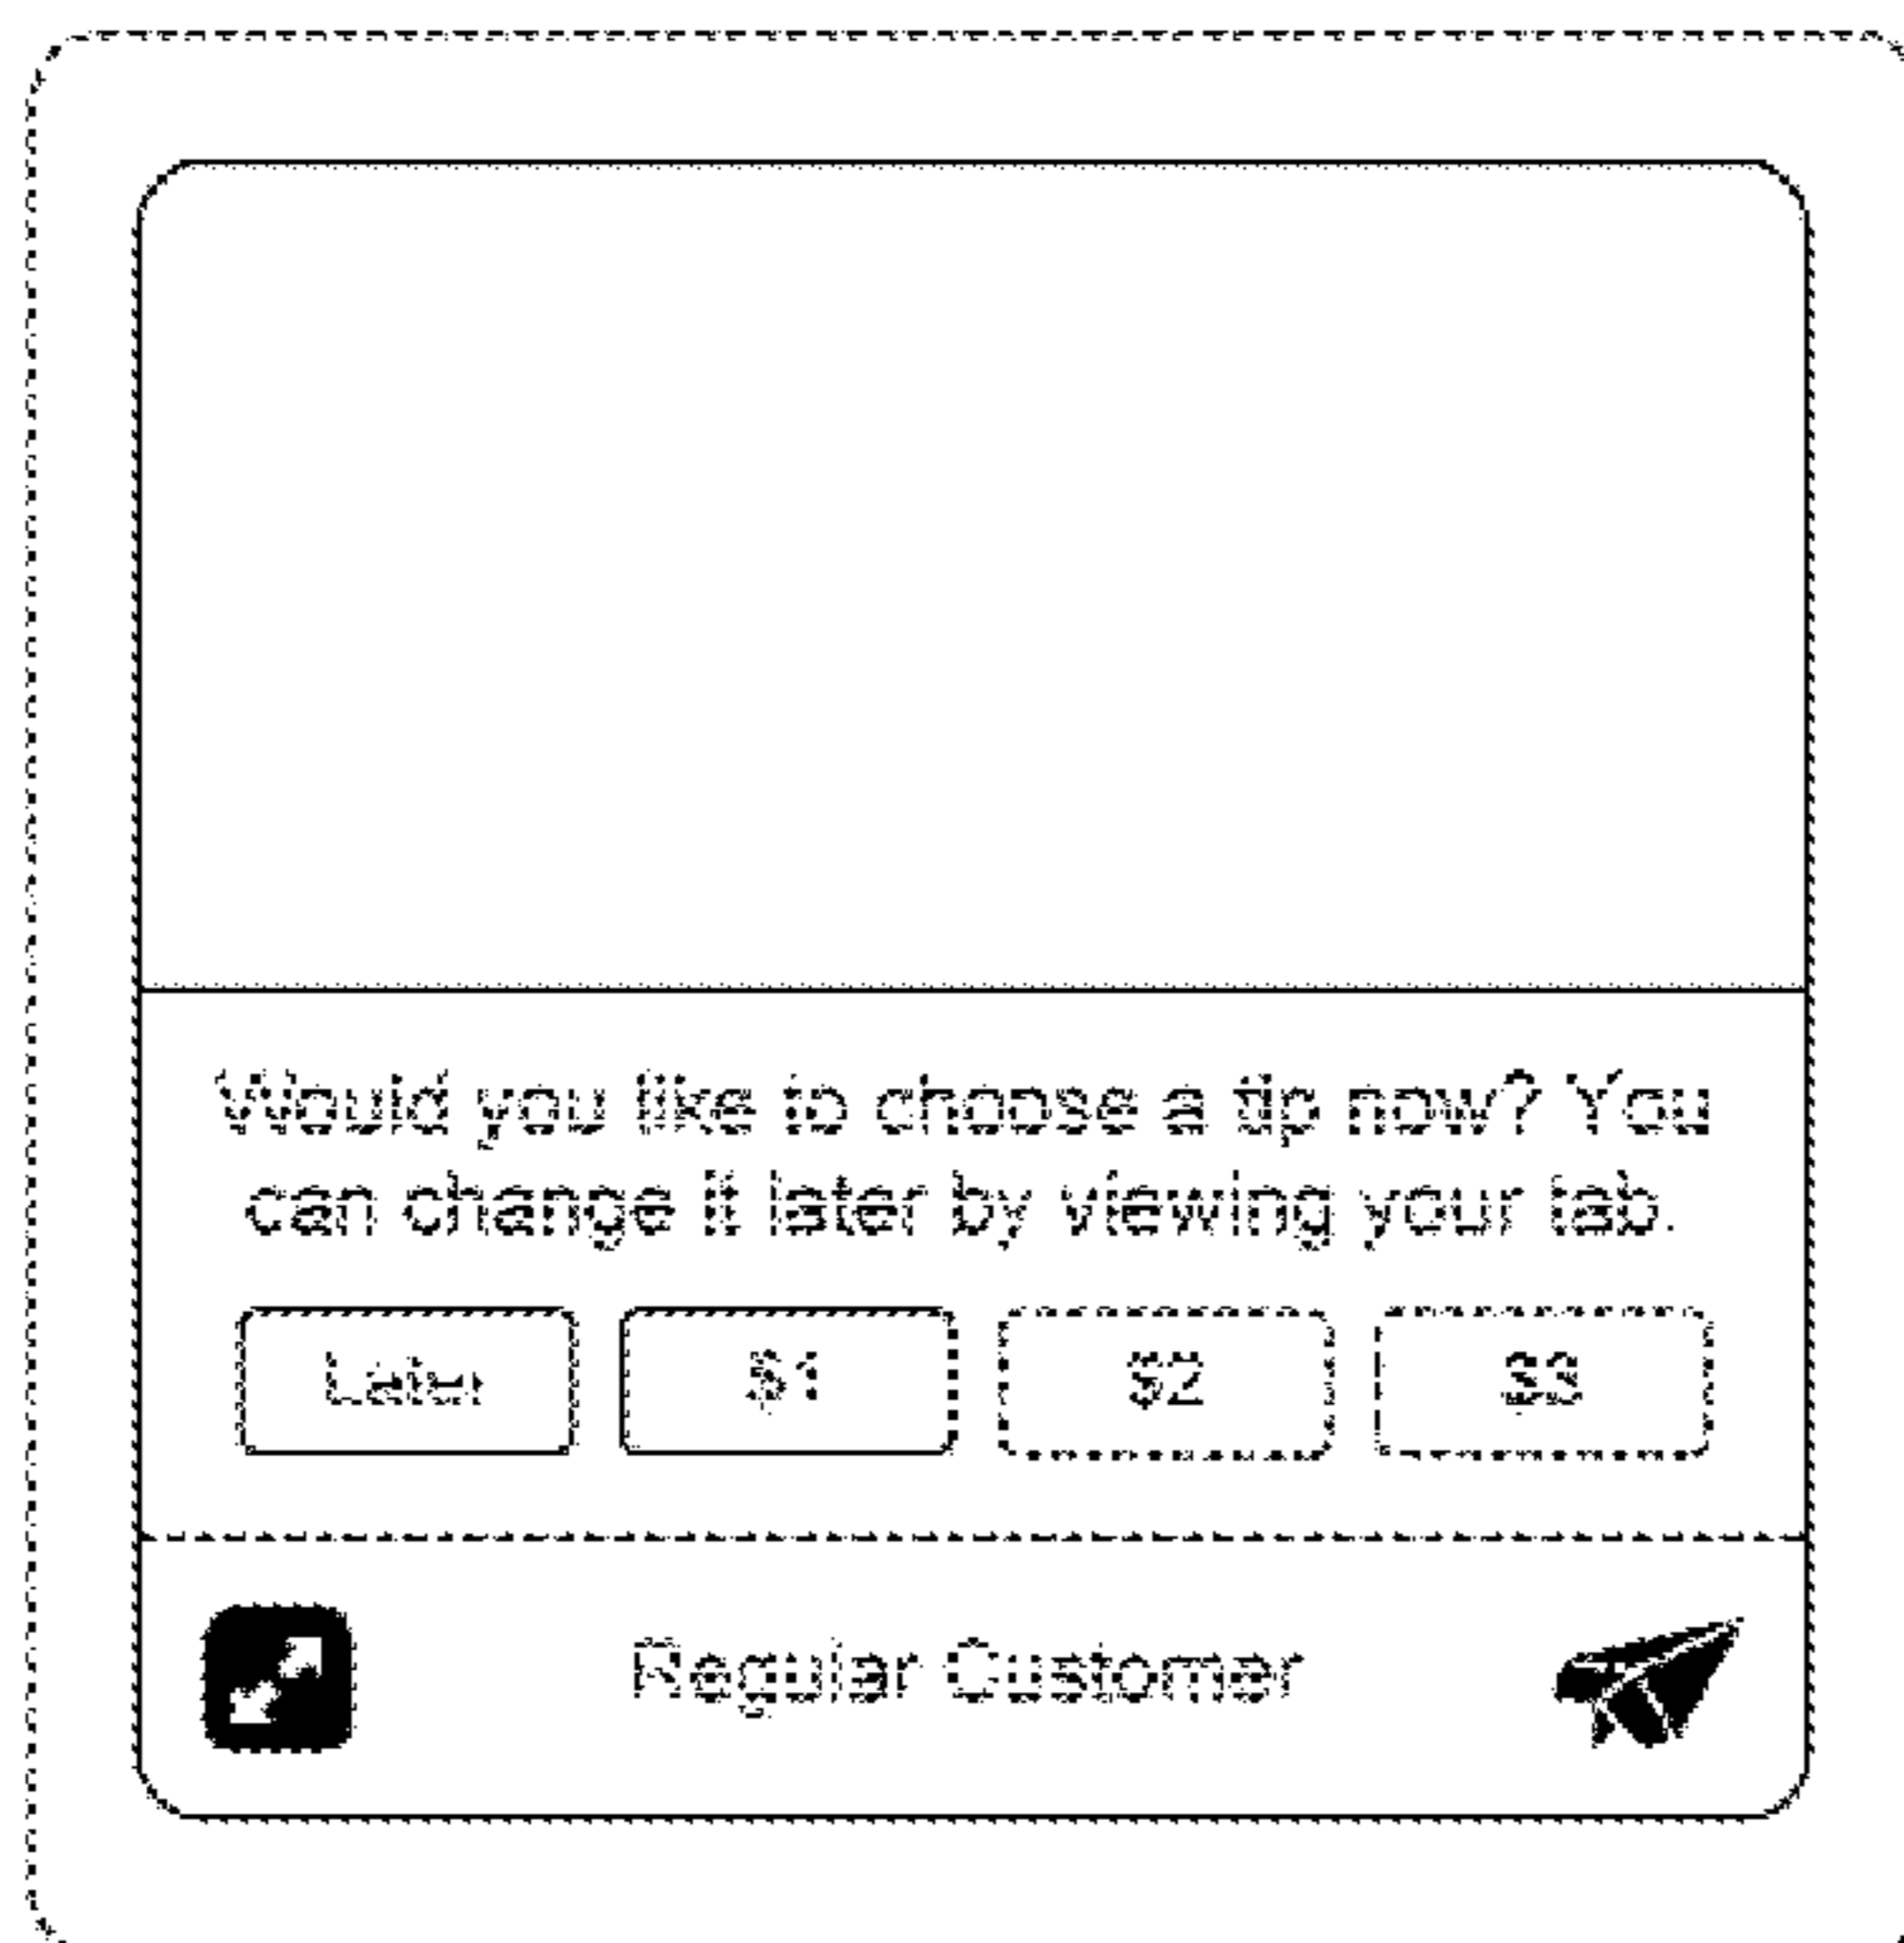 Would you like to choose a tip now? You
can change it later by viewing your tab.
Later $1 $2 $3
Regular Customer